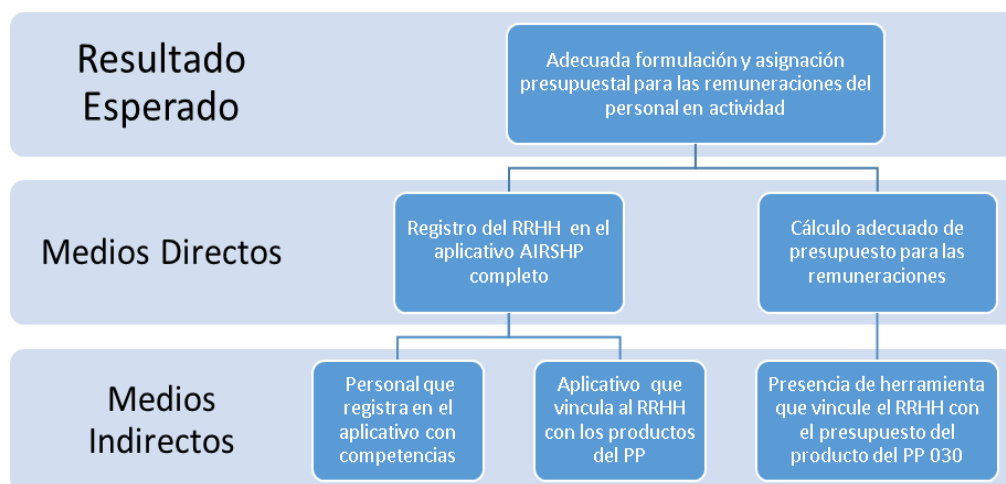 Resultado
Esperado
Adecuada formulación y asignación
presupuestal para las remuneraciones del
personal en actividad
Medios Directos
Registro del RRHH en el
aplicativo AIRSHP
completo
Cálculo adecuado de
presupuesto para las
remuneraciones
Medios
Indirectos
Personal que
registra en el
aplicativo con
competencias
Aplicativo que
vincula al RRHH
con los productos
del PP
Presencia de herramienta
que vincule el RRHH con
el presupuesto del
producto del PP 030